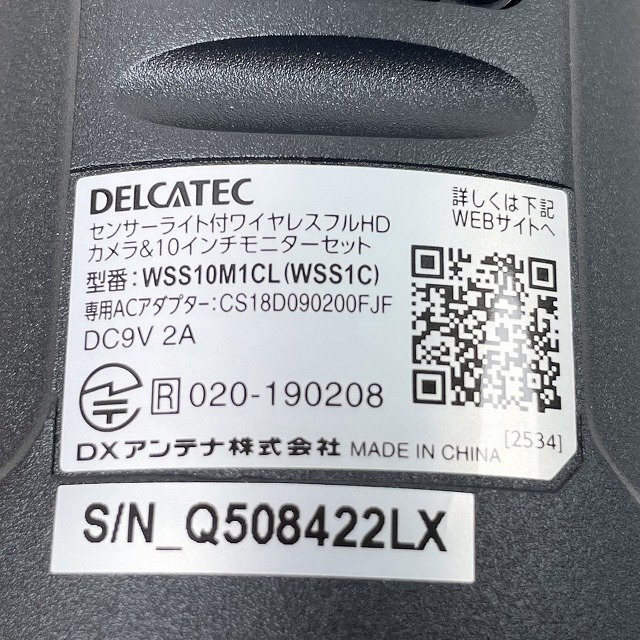 DELCATEC
センサーライト付ワイヤレスフルHD
カメラ&10インチモニターセット
型番：WSS10M1CL(WSS1C)
専用ACアダプター：CS18D090200FJF
DC9V 2A
詳しくは下記
WEBサイトへ
R 020-190208
DXアンテナ株式会社 MADE IN CHINA [2534]
S/N_Q508422LX